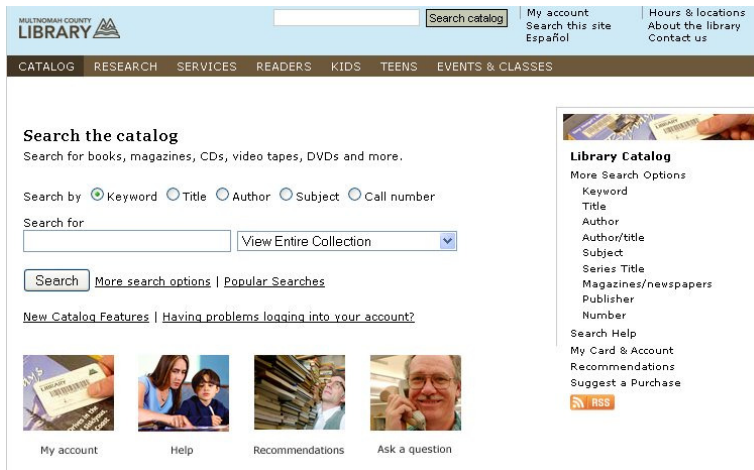 MULTNOMAH COUNTY
LIBRARY
Search catalog
My account
Search this site
Español
Hours & locations
About the library
Contact us
CATALOG RESEARCH SERVICES READERS KIDS TEENS EVENTS & CLASSES
Search the catalog
Search for books, magazines, CDs, video tapes, DVDs and more.
Search by Keyword Title Author Subject Call number
Search for
View Entire Collection
Search More search options | Popular Searches
New Catalog Features | Having problems logging into your account?
My account Help Recommendations Ask a question
Library Catalog
More Search Options
Keyword
Title
Author
Author/title
Subject
Series Title
Magazines/newspapers
Publisher
Number
Search Help
My Card & Account
Recommendations
Suggest a Purchase
RSS